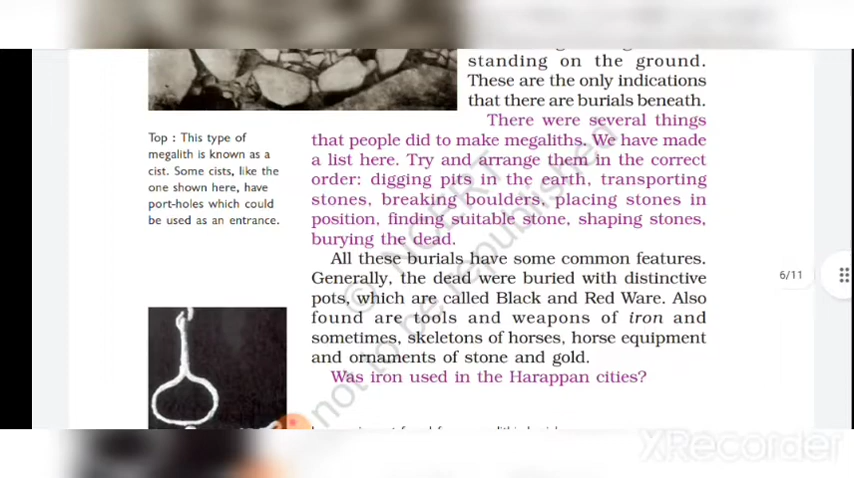 standing on the ground.
These are the only indications
that there are burials beneath.
There were several things
that people did to make megaliths. We have made
a list here. Try and arrange them in the correct
order: digging pits in the earth, transporting
stones, breaking boulders, placing stones in
position, finding suitable stone, shaping stones,
burying the dead.
All these burials have some common features.
Generally, the dead were buried with distinctive
pots, which are called Black and Red Ware. Also
found are tools and weapons of iron and
sometimes, skeletons of horses, horse equipment
and ornaments of stone and gold.
Was iron used in the Harappan cities?
Top : This type of
megalith is known as a
cist. Some cists, like the
one shown here, have
port-holes which could
be used as an entrance.
6/11
© NCERT
not to be republished
XRecorder